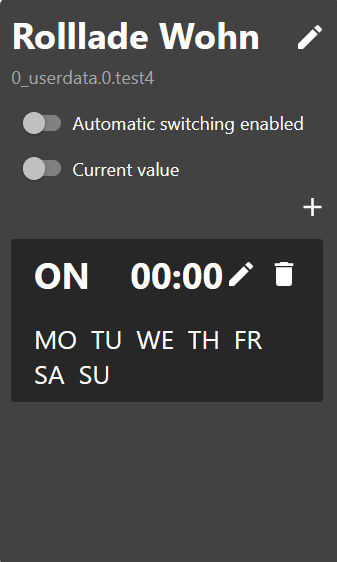 Rolllade Wohn
0_userdata.0.test4
Automatic switching enabled
Current value
ON 00:00
MO TU WE TH FR
SA SU